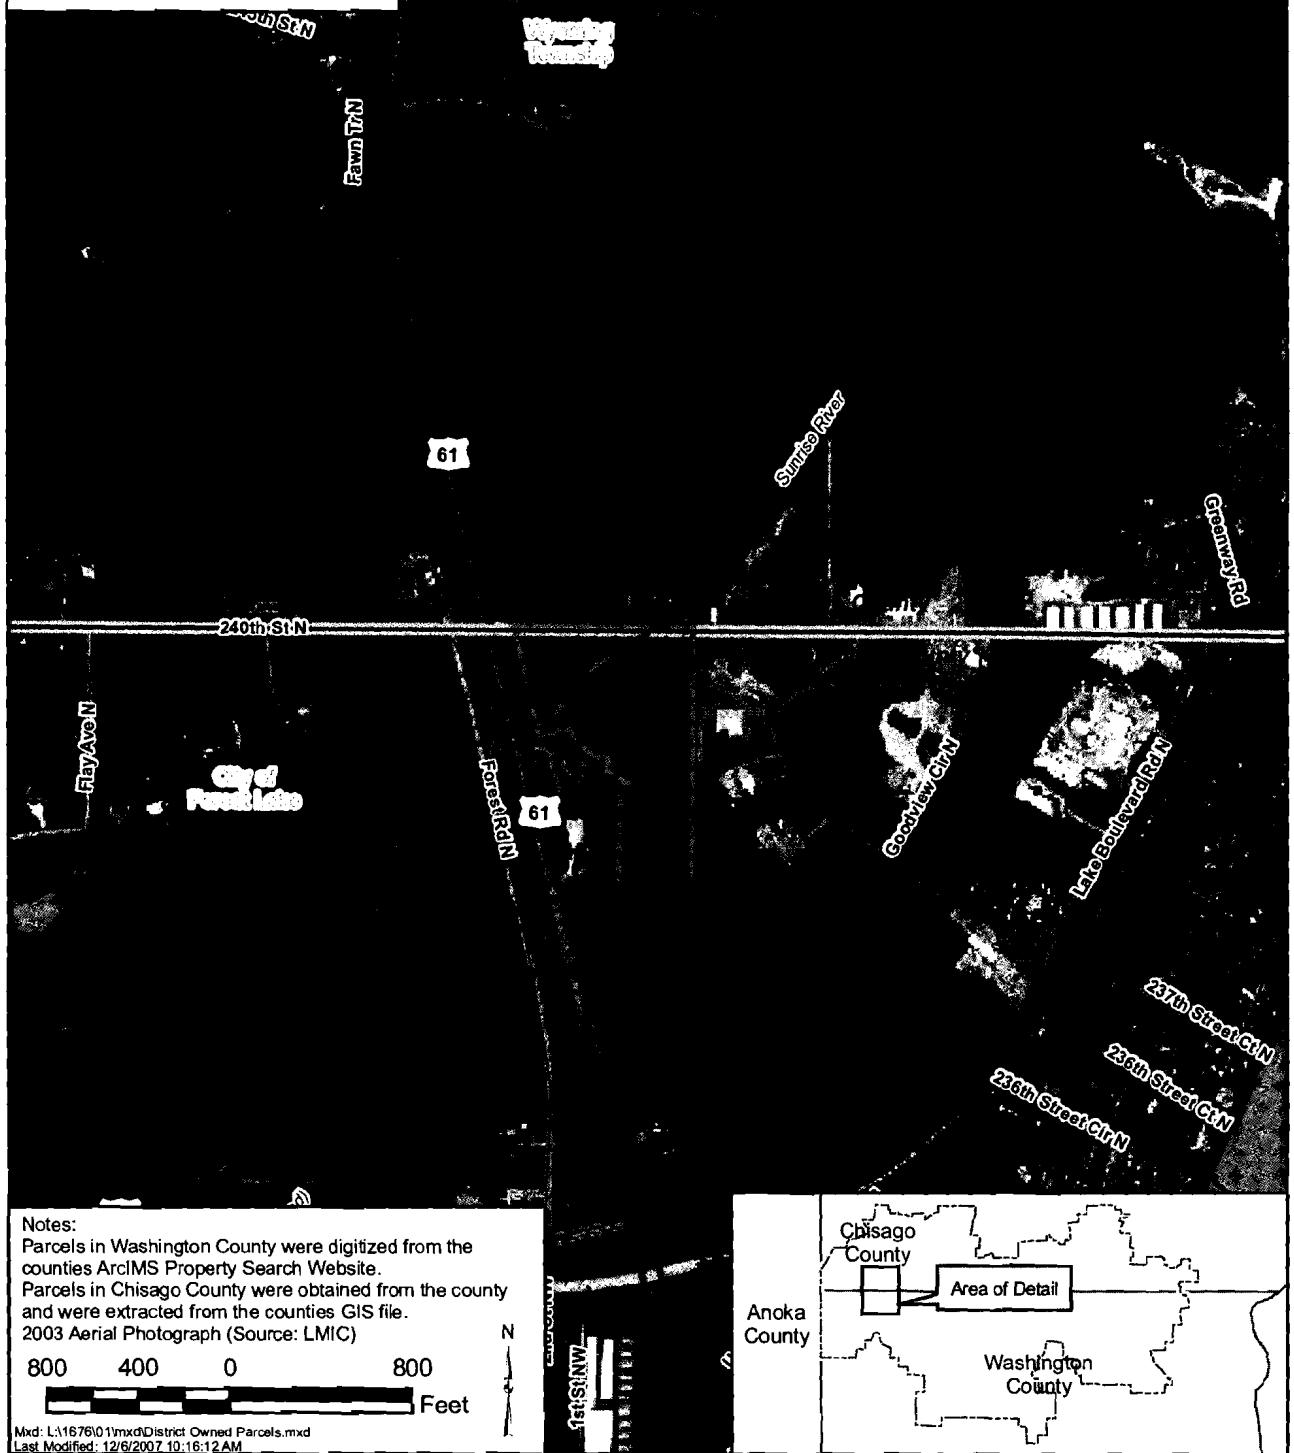 St N
Wyoming
Township
Fawn Tr N
Sunrise River
61
Greenway Rd
240th St N
Flay Ave N
City of
Forest Lake
Forest Rd N
61
Goodview Cir N
Lake Boulevard Rd N
237th Street Ct N
236th Street Ct N
236th Street Cir N
Notes:
Parcels in Washington County were digitized from the
counties ArcIMS Property Search Website.
Parcels in Chisago County were obtained from the county
and were extracted from the counties GIS file.
2003 Aerial Photograph (Source: LMIC)
N
800 400 0 800
Feet
Mxd: L:\1676\01\mxd\District Owned Parcels.mxd
Last Modified: 12/6/2007 10:16:12 AM
1st St NW
Chisago
County
Area of Detail
Anoka
County
Washington
County